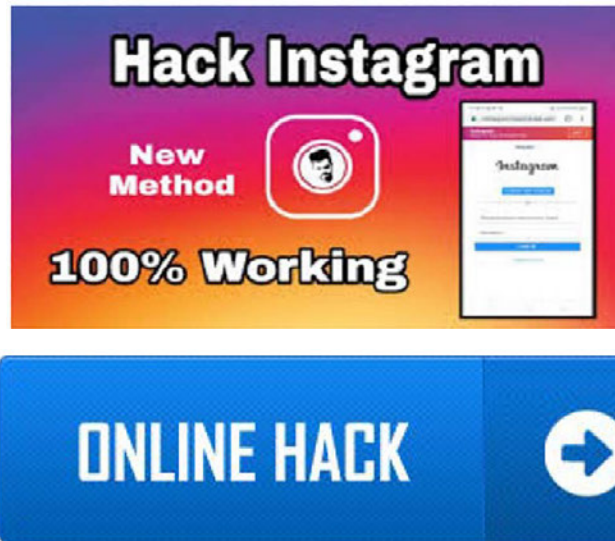 Hack Instagram
New
Method
Instagram
100% Working
ONLINE HACK